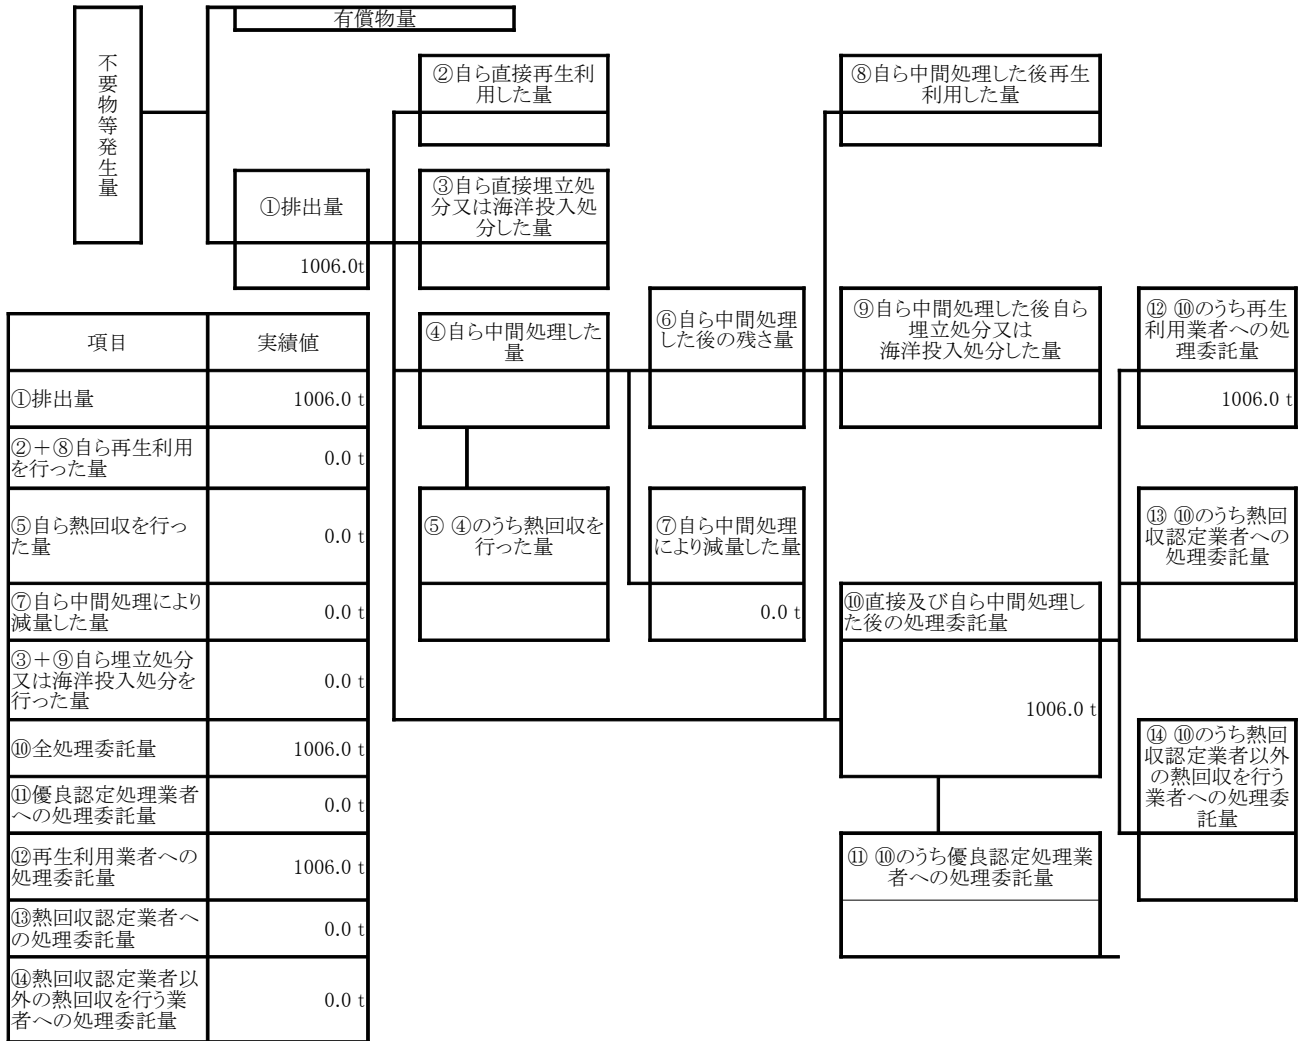 有償物量
不要物等発生量
②自ら直接再生利
用した量
⑧自ら中間処理した後再生
利用した量
①排出量
1006.0t
③自ら直接埋立処
分又は海洋投入処
分した量
④自ら中間処理した
量
⑥自ら中間処理
した後の残さ量
⑨自ら中間処理した後自ら
埋立処分又は
海洋投入処分した量
⑫ ⑩のうち再生
利用業者への処
理委託量
1006.0 t
⑤ ④のうち熱回収を
行った量
⑦自ら中間処理
により減量した量
0.0 t
⑬ ⑩のうち熱回
収認定業者への
処理委託量
⑩直接及び自ら中間処理し
た後の処理委託量
1006.0 t
⑭ ⑩のうち熱回
収認定業者以外
の熱回収を行う
業者への処理委
託量
⑪ ⑩のうち優良認定処理業
者への処理委託量
項目 実績値
①排出量 1006.0 t
②＋⑧自ら再生利用
を行った量 0.0 t
⑤自ら熱回収を行っ
た量 0.0 t
⑦自ら中間処理により
減量した量 0.0 t
③＋⑨自ら埋立処分
又は海洋投入処分を
行った量 0.0 t
⑩全処理委託量 1006.0 t
⑪優良認定処理業者
への処理委託量 0.0 t
⑫再生利用業者への
処理委託量 1006.0 t
⑬熱回収認定業者へ
の処理委託量 0.0 t
⑭熱回収認定業者以
外の熱回収を行う業
者への処理委託量 0.0 t